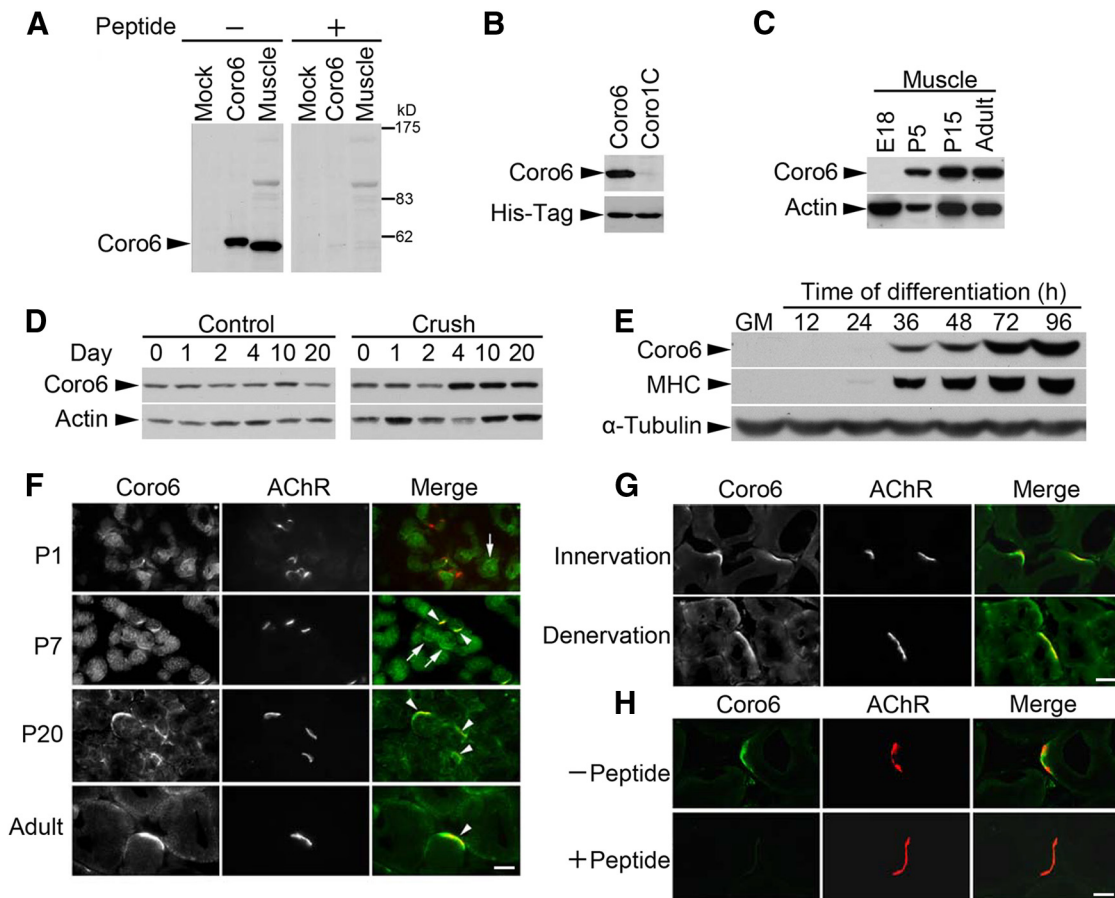 A
Peptide − +
Mock Coro6 Muscle Mock Coro6 Muscle
kD
175
83
62
Coro6
B
Coro6 Coro1C
Coro6
His-Tag
C
Muscle
E18 P5 P15 Adult
Coro6
Actin
D
Control Crush
Day 0 1 2 4 10 20 0 1 2 4 10 20
Coro6
Actin
E
Time of differentiation (h)
GM 12 24 36 48 72 96
Coro6
MHC
α-Tubulin
F
Coro6 AChR Merge
P1
P7
P20
Adult
G
Coro6 AChR Merge
Innervation
Denervation
H
Coro6 AChR Merge
−Peptide
+Peptide